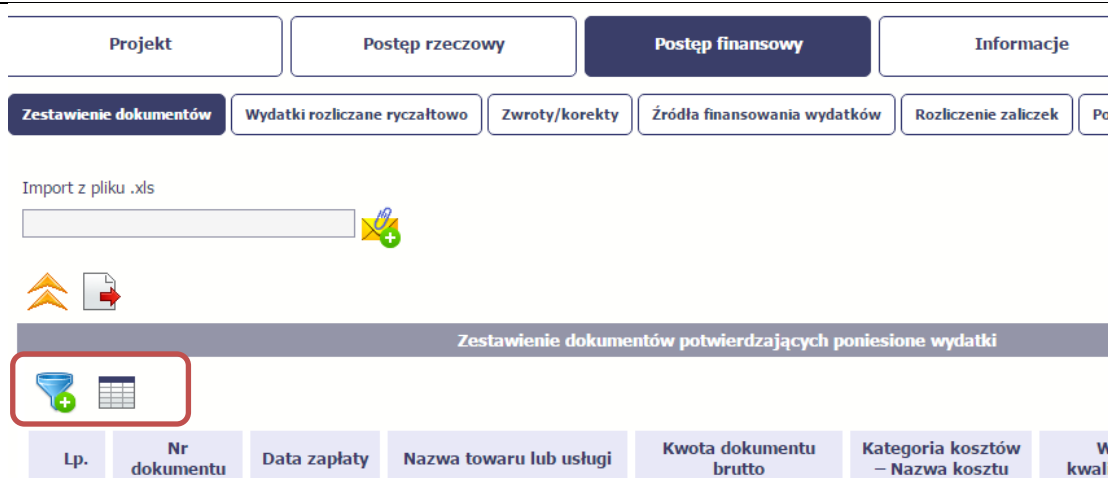 Projekt Postęp rzeczowy Postęp finansowy Informacje
Zestawienie dokumentów Wydatki rozliczane ryczałtowo Zwroty/korekty Źródła finansowania wydatków Rozliczenie zaliczek
Import z pliku .xls
Zestawienie dokumentów potwierdzających poniesione wydatki
Lp. Nr dokumentu Data zapłaty Nazwa towaru lub usługi Kwota dokumentu brutto Kategoria kosztów – Nazwa kosztu